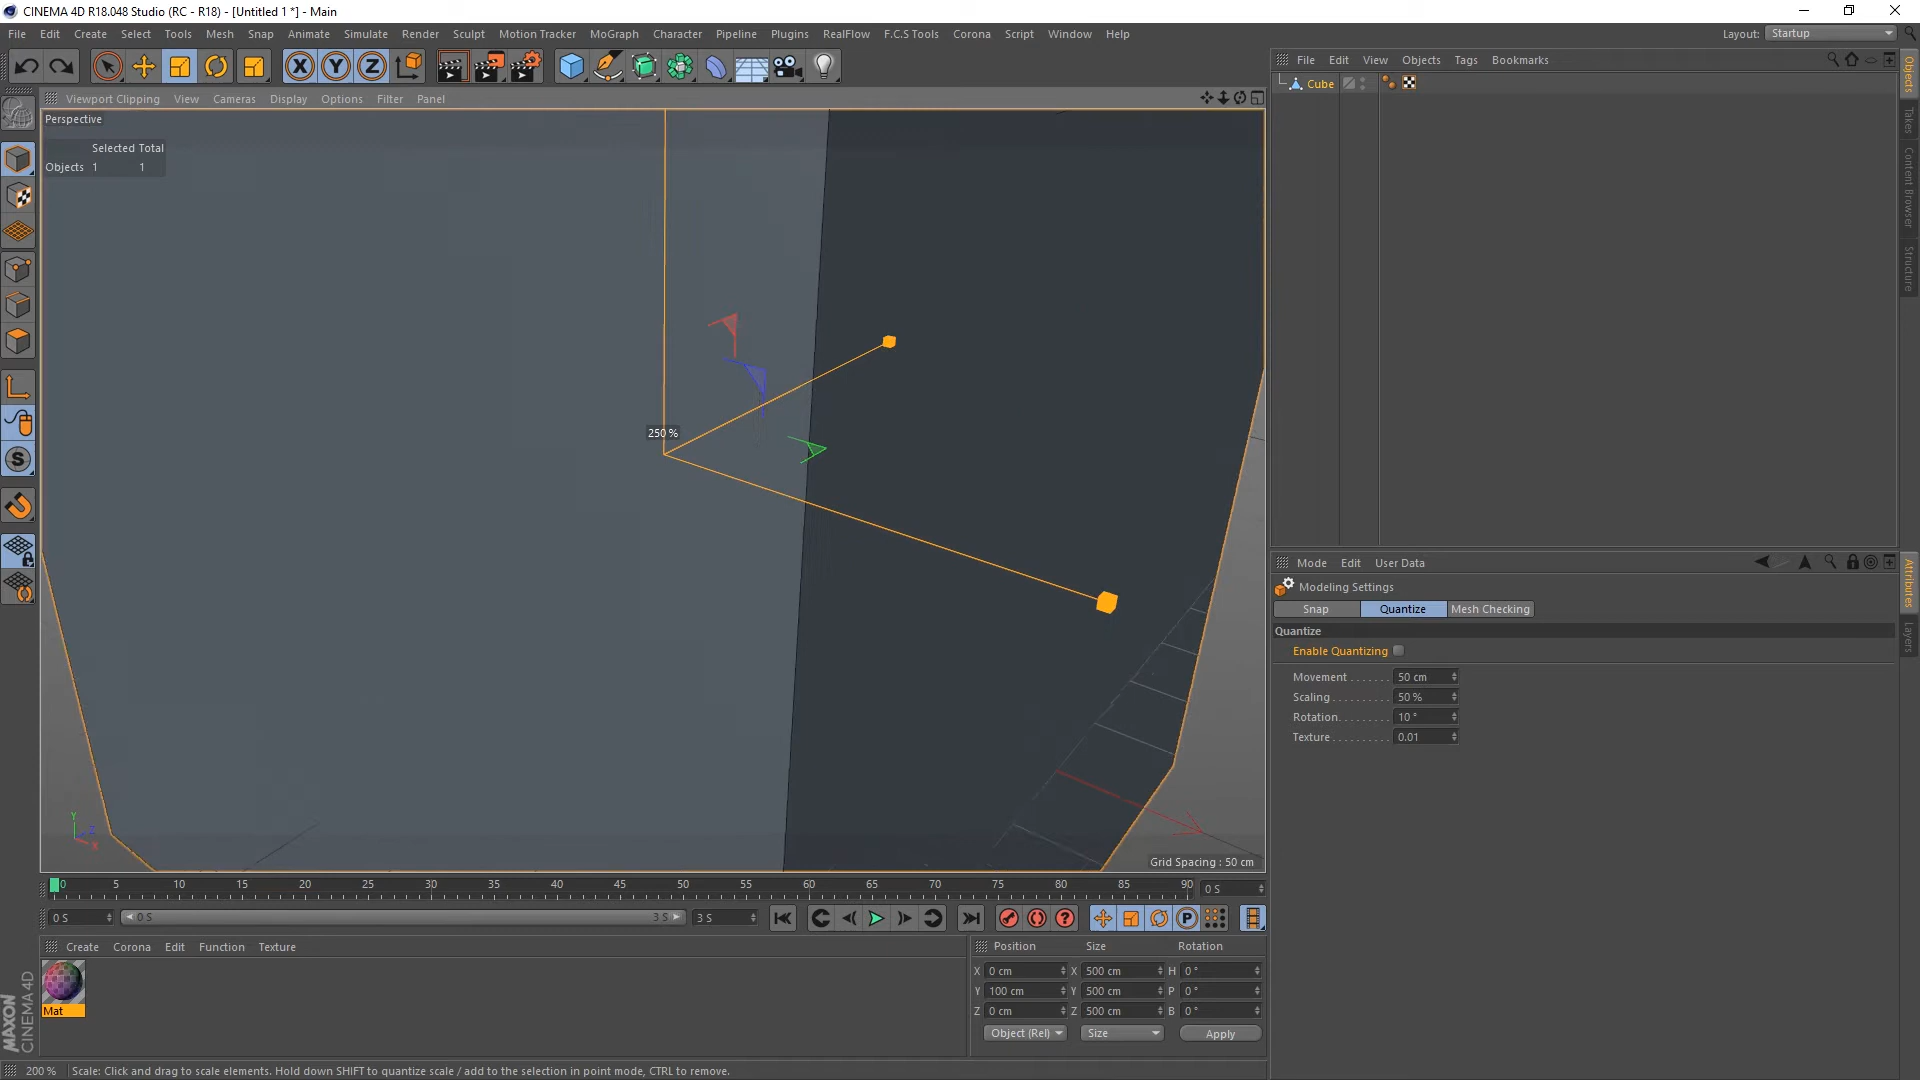 CINEMA 4D R18.048 Studio (RC - R18) - [Untitled 1 *] - Main
File Edit Create Select Tools Mesh Snap Animate Simulate Render Sculpt Motion Tracker MoGraph Character Pipeline Plugins RealFlow F.C.S Tools Corona Script Window Help
Layout: Startup
X Y Z
File Edit View Objects Tags Bookmarks
Cube
Viewport Clipping View Cameras Display Options Filter Panel
Perspective
Selected Total
Objects 1 1
250 %
Y
Z
X
Grid Spacing : 50 cm
S
Objects
Takes
Content Browser
Structure
Mode Edit User Data
Modeling Settings
Snap Quantize Mesh Checking
Quantize
Enable Quantizing
Movement . . . . . . . 50 cm
Scaling . . . . . . . . . . 50 %
Rotation. . . . . . . . . 10 °
Texture . . . . . . . . . . 0.01
Attributes
Layers
0 5 10 15 20 25 30 35 40 45 50 55 60 65 70 75 80 85 90 0 S
0 S 0 S 3 S 3 S
? P
Create Corona Edit Function Texture
Mat
Position Size Rotation
X 0 cm X 500 cm H 0 °
Y 100 cm Y 500 cm P 0 °
Z 0 cm Z 500 cm B 0 °
Object (Rel) Size Apply
MAXON
CINEMA 4D
200 % Scale: Click and drag to scale elements. Hold down SHIFT to quantize scale / add to the selection in point mode, CTRL to remove.